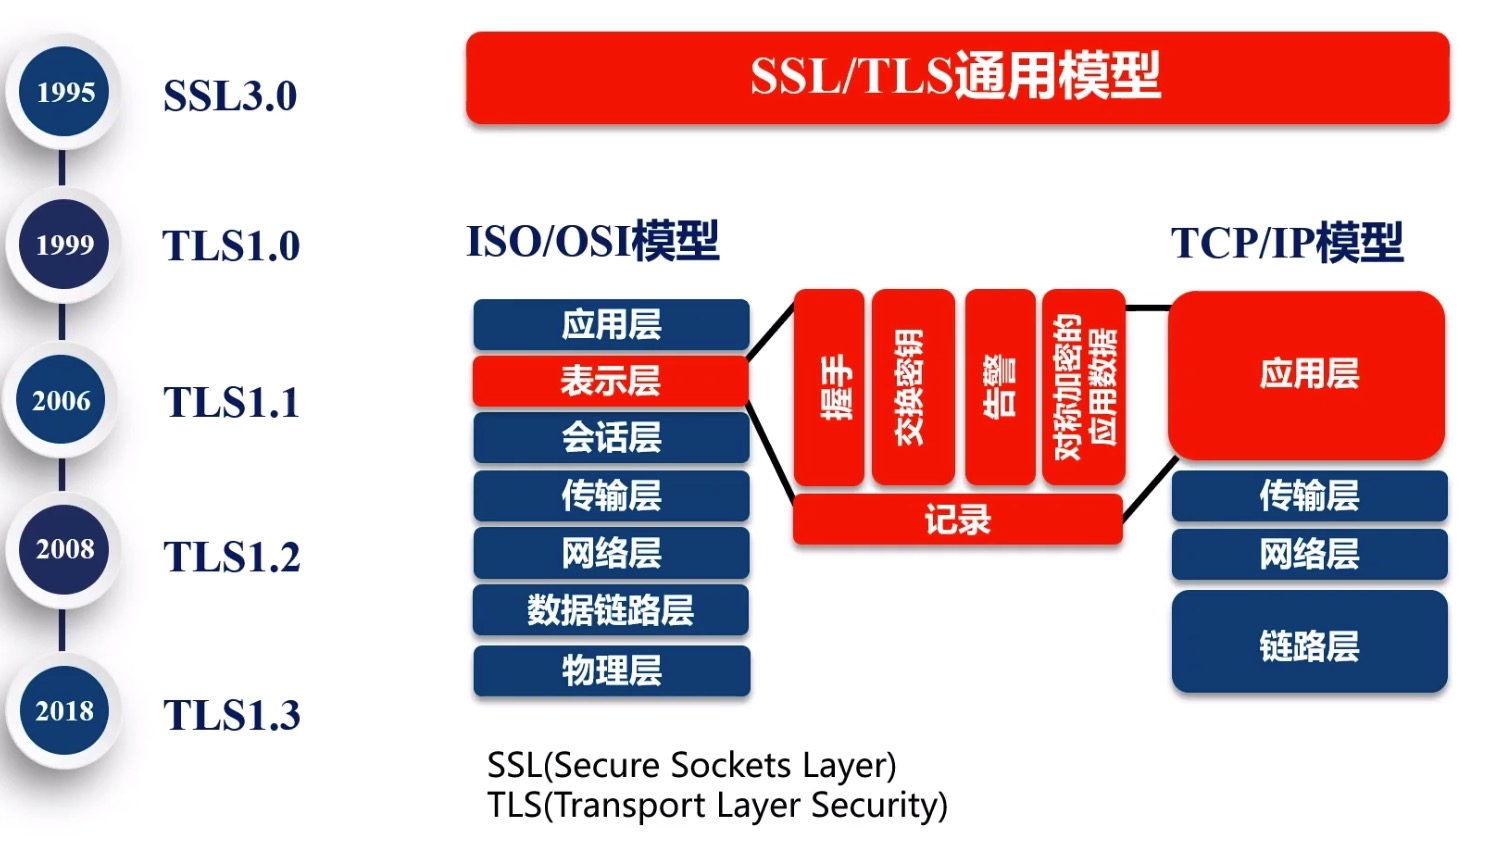 1995
SSL3.0
1999
TLS1.0
2006
TLS1.1
2008
TLS1.2
2018
TLS1.3
SSL/TLS通用模型
ISO/OSI模型
应用层
表示层
会话层
传输层
网络层
数据链路层
物理层
握手
交换密钥
告警
对称加密的
应用数据
记录
TCP/IP模型
应用层
传输层
网络层
链路层
SSL(Secure Sockets Layer)
TLS(Transport Layer Security)